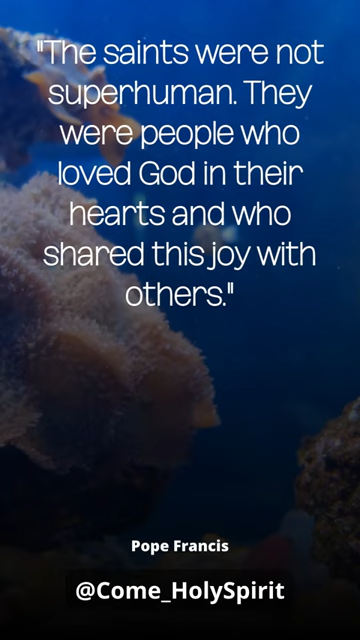 "The saints were not
superhuman. They
were people who
loved God in their
hearts and who
shared this joy with
others."
Pope Francis
@Come_HolySpirit